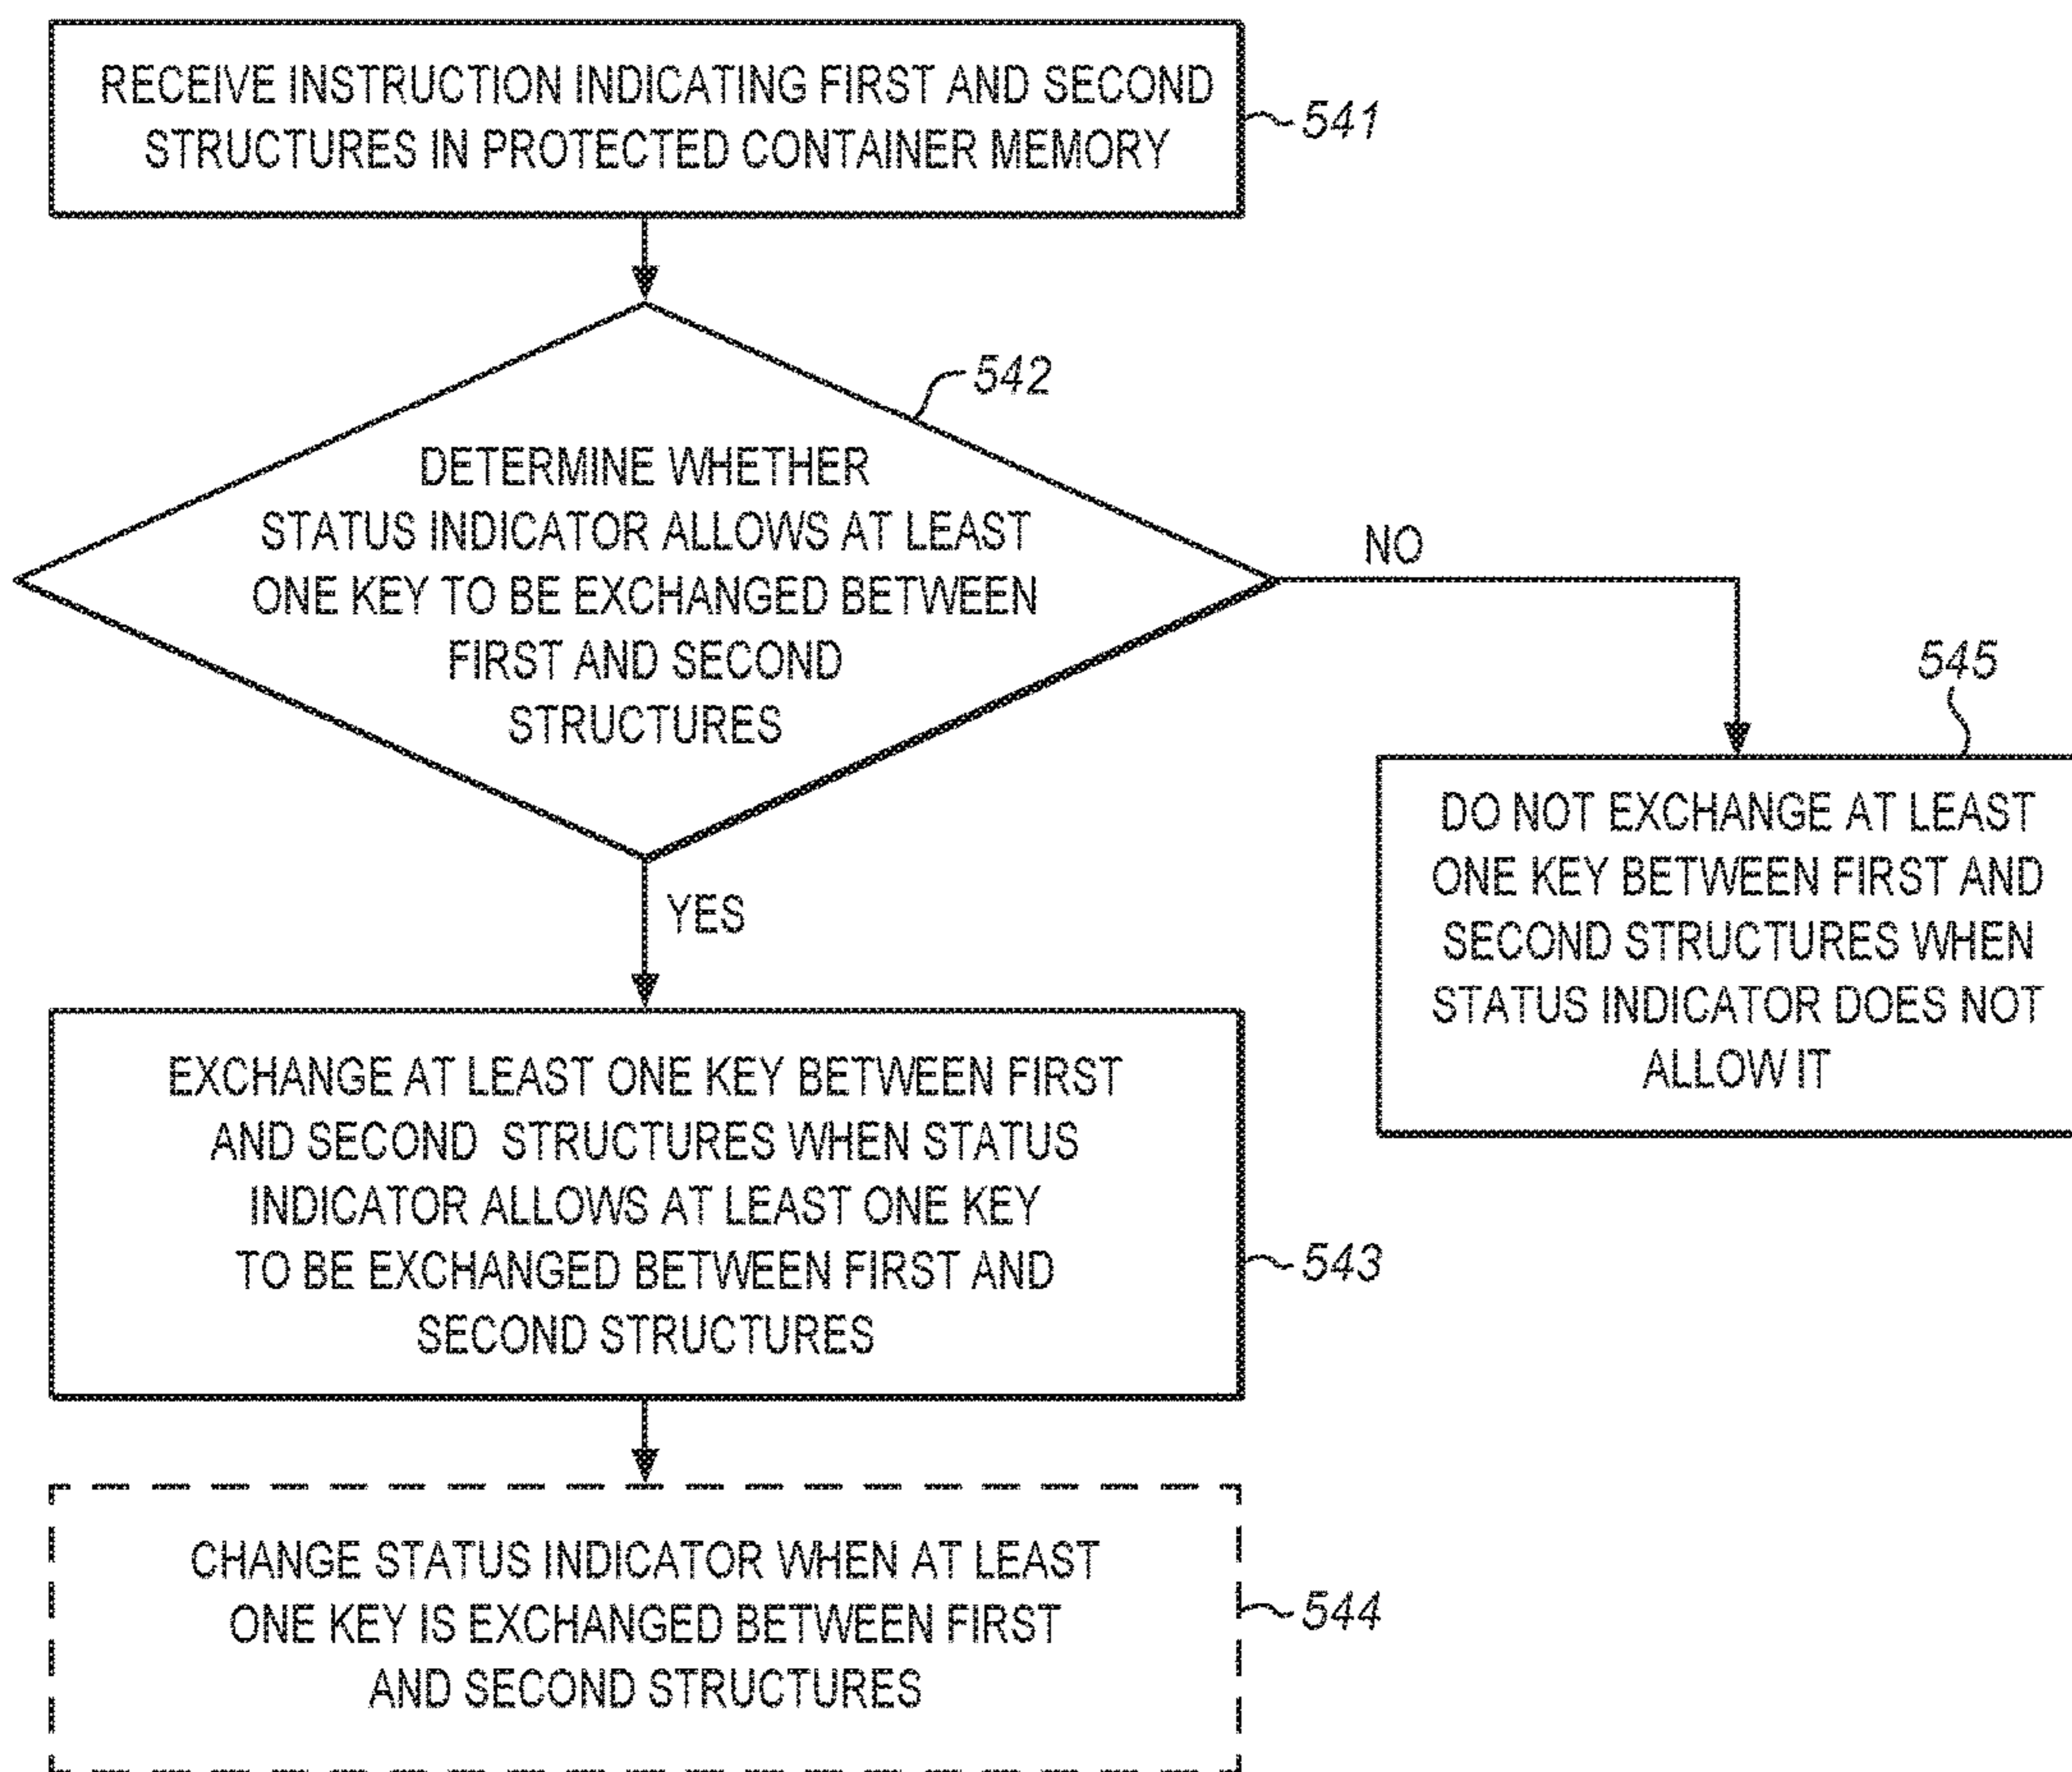 RECEIVE INSTRUCTION INDICATING FIRST AND SECOND
STRUCTURES IN PROTECTED CONTAINER MEMORY
541
542
DETERMINE WHETHER
STATUS INDICATOR ALLOWS AT LEAST
ONE KEY TO BE EXCHANGED BETWEEN
FIRST AND SECOND
STRUCTURES
NO
545
DO NOT EXCHANGE AT LEAST
ONE KEY BETWEEN FIRST AND
SECOND STRUCTURES WHEN
STATUS INDICATOR DOES NOT
ALLOW IT
YES
EXCHANGE AT LEAST ONE KEY BETWEEN FIRST
AND SECOND STRUCTURES WHEN STATUS
INDICATOR ALLOWS AT LEAST ONE KEY
TO BE EXCHANGED BETWEEN FIRST AND
SECOND STRUCTURES
543
CHANGE STATUS INDICATOR WHEN AT LEAST
ONE KEY IS EXCHANGED BETWEEN FIRST
AND SECOND STRUCTURES
544